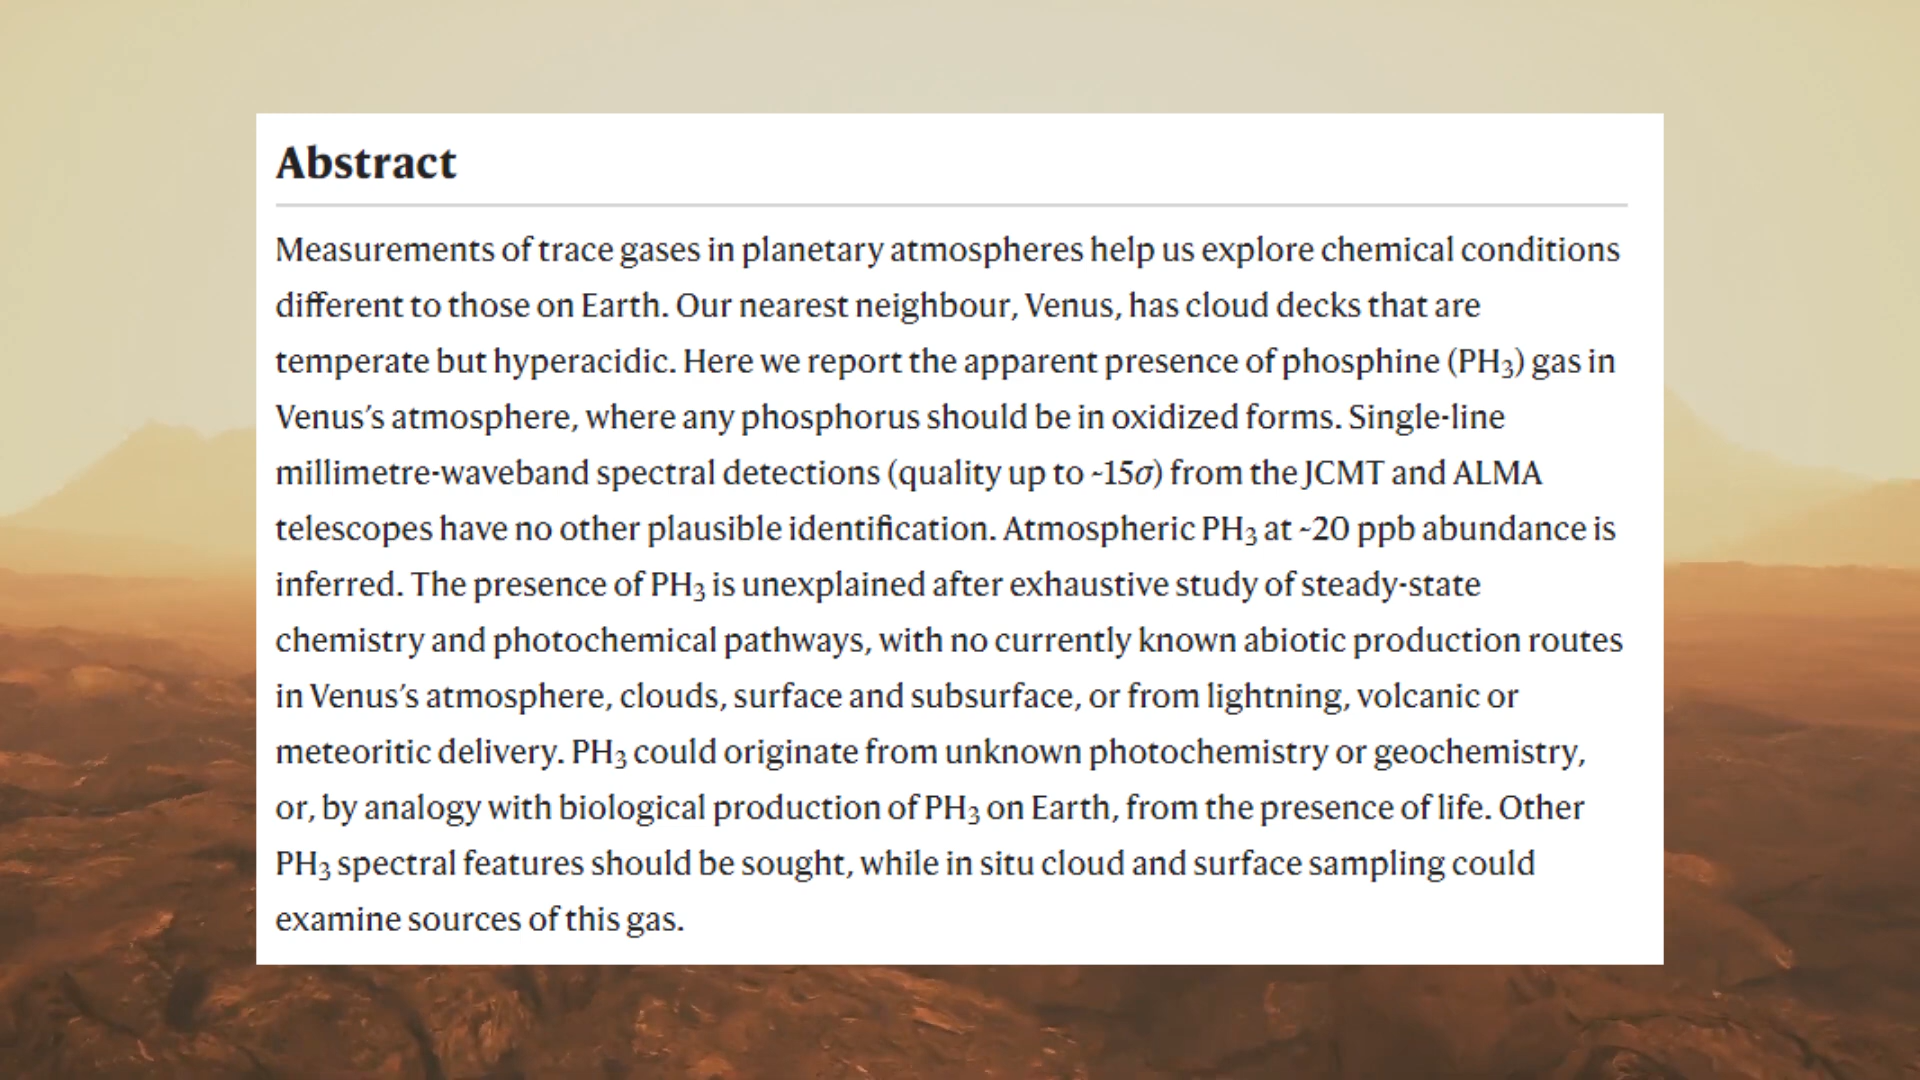 Abstract
Measurements of trace gases in planetary atmospheres help us explore chemical conditions
different to those on Earth. Our nearest neighbour, Venus, has cloud decks that are
temperate but hyperacidic. Here we report the apparent presence of phosphine (PH₃) gas in
Venus’s atmosphere, where any phosphorus should be in oxidized forms. Single-line
millimetre-waveband spectral detections (quality up to ~15σ) from the JCMT and ALMA
telescopes have no other plausible identification. Atmospheric PH₃ at ~20 ppb abundance is
inferred. The presence of PH₃ is unexplained after exhaustive study of steady-state
chemistry and photochemical pathways, with no currently known abiotic production routes
in Venus’s atmosphere, clouds, surface and subsurface, or from lightning, volcanic or
meteoritic delivery. PH₃ could originate from unknown photochemistry or geochemistry,
or, by analogy with biological production of PH₃ on Earth, from the presence of life. Other
PH₃ spectral features should be sought, while in situ cloud and surface sampling could
examine sources of this gas.